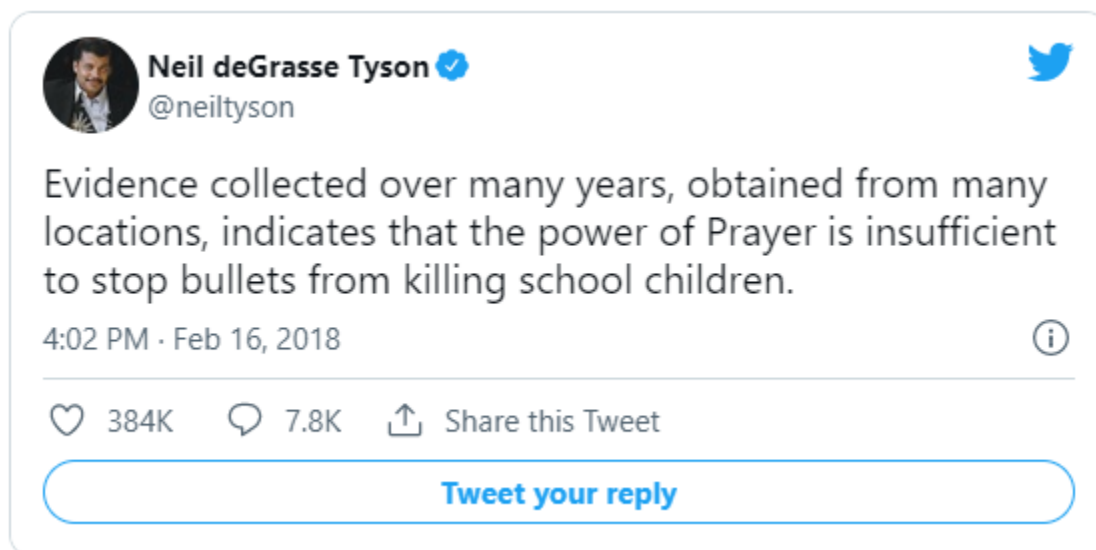 Neil deGrasse Tyson
@neiltyson
Evidence collected over many years, obtained from many
locations, indicates that the power of Prayer is insufficient
to stop bullets from killing school children.
4:02 PM · Feb 16, 2018
384K 7.8K Share this Tweet
Tweet your reply